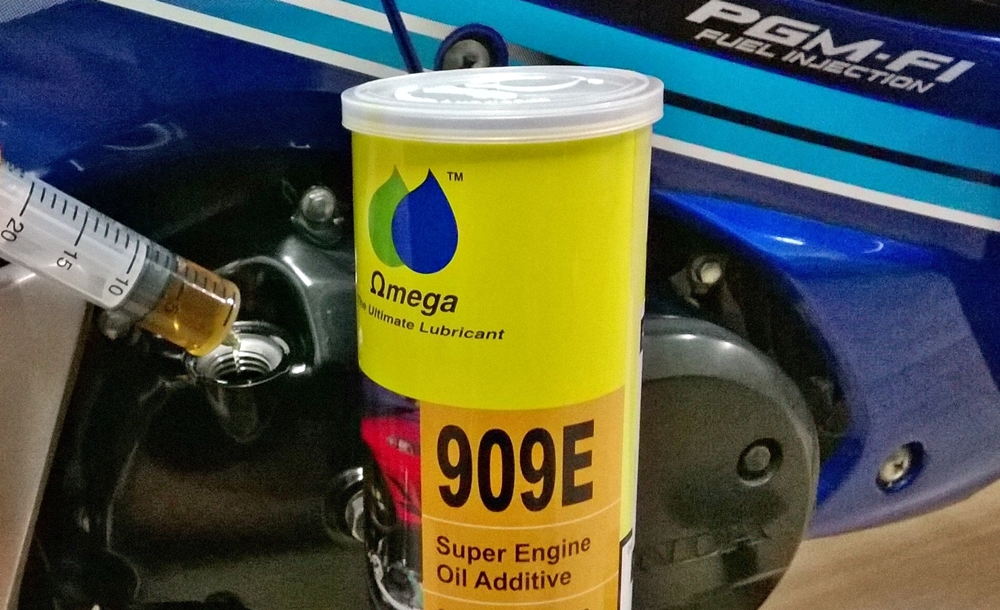 PGM-FI
FUEL INJECTION
TM
Ωmega
The Ultimate Lubricant
909E
Super Engine
Oil Additive
20
15
10